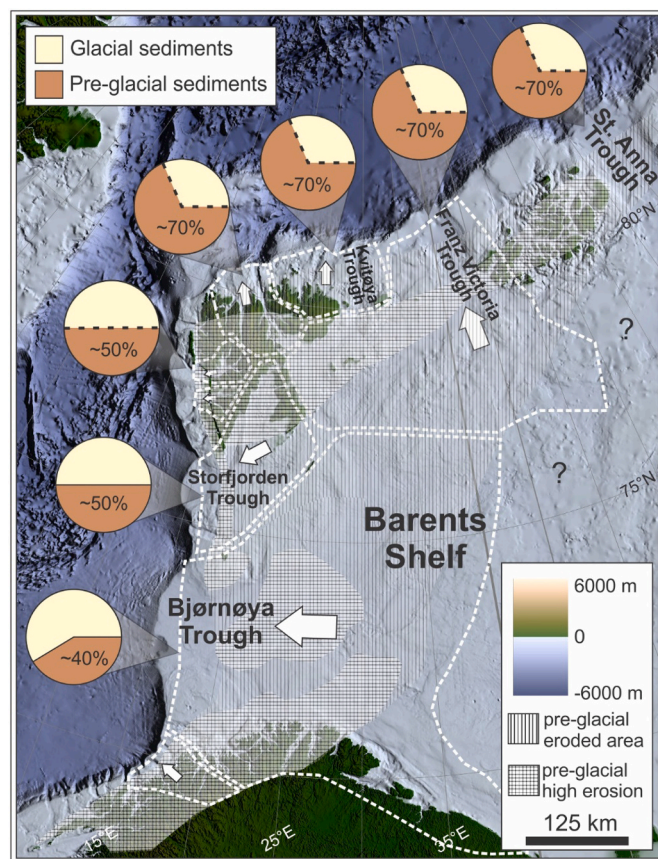 Glacial sediments
Pre-glacial sediments
~70%
~70%
~70%
~70%
St. Anna
Trough
~80°N
Kvitøya
Trough
Franz Victoria
Trough
~50%
?
~50%
Storfjorden
Trough
?
75°N
Barents
Shelf
Bjørnøya
Trough
~40%
6000 m
0
-6000 m
pre-glacial
eroded area
pre-glacial
high erosion
125 km
15°E
25°E
35°E